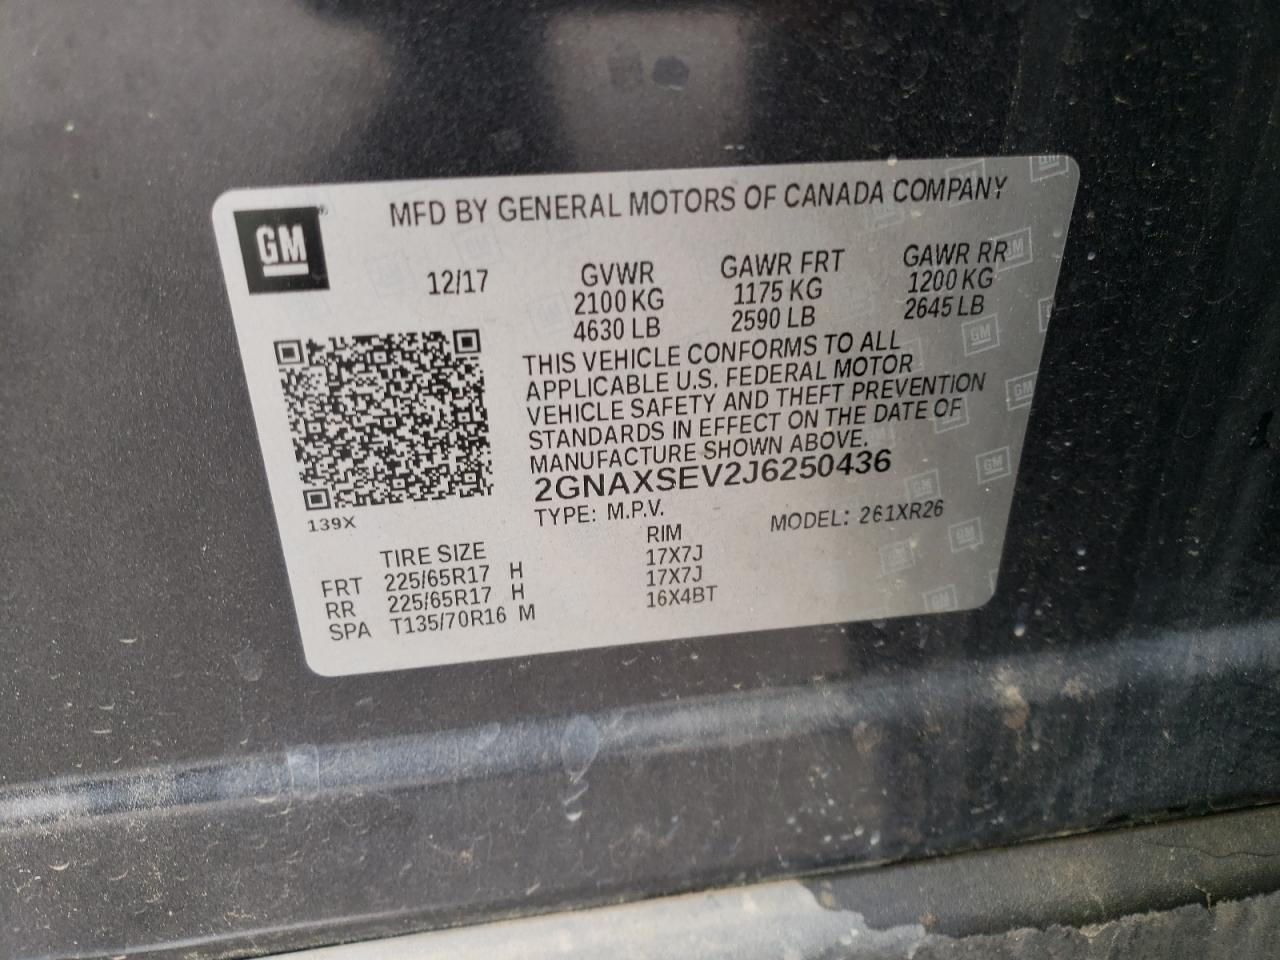 GM
MFD BY GENERAL MOTORS OF CANADA COMPANY
12/17
GVWR
2100 KG
4630 LB
GAWR FRT
1175 KG
2590 LB
GAWR RR
1200 KG
2645 LB
THIS VEHICLE CONFORMS TO ALL
APPLICABLE U.S. FEDERAL MOTOR
VEHICLE SAFETY AND THEFT PREVENTION
STANDARDS IN EFFECT ON THE DATE OF
MANUFACTURE SHOWN ABOVE.
2GNAXSEV2J6250436
TYPE: M.P.V. MODEL: 261XR26
139X
TIRE SIZE RIM
FRT 225/65R17 H 17X7J
RR 225/65R17 H 17X7J
SPA T135/70R16 M 16X4BT